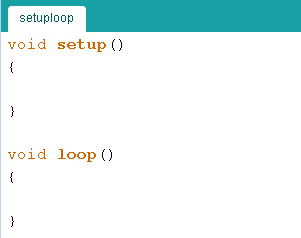 setuploop
void setup()
{
}
void loop()
{
}